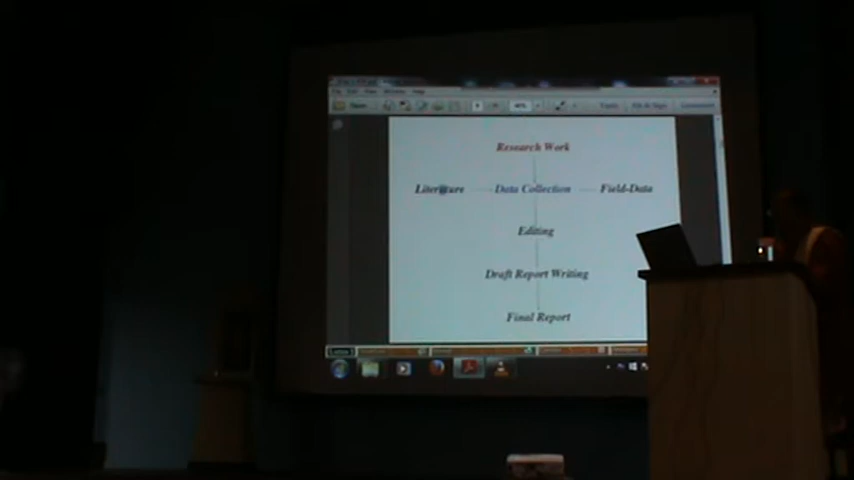 Research Work
Literature Data Collection Field-Data
Editing
Draft Report Writing
Final Report